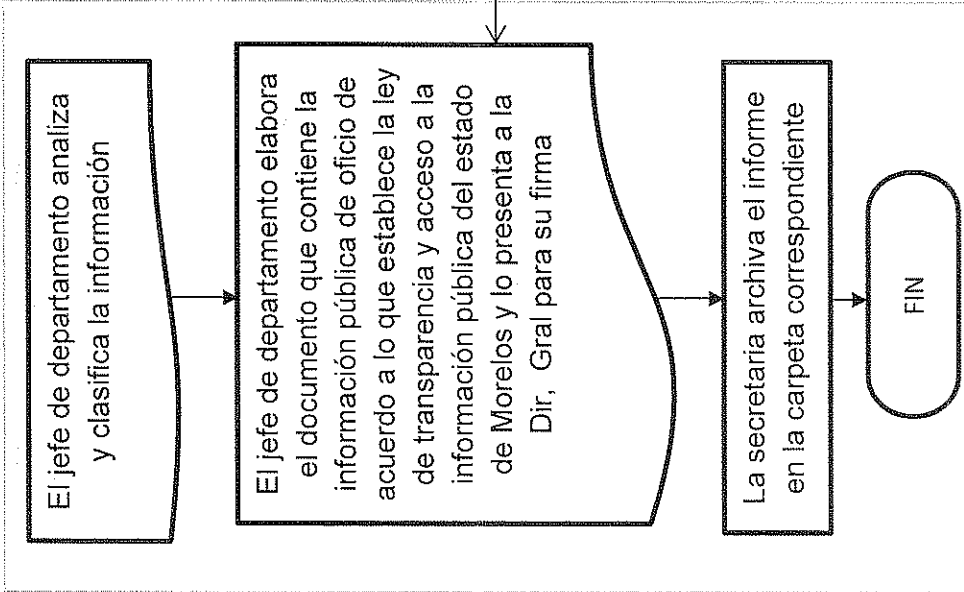 El jefe de departamento analiza
y clasifica la información
El jefe de departamento elabora
el documento que contiene la
información pública de oficio de
acuerdo a lo que establece la ley
de transparencia y acceso a la
información pública del estado
de Morelos y lo presenta a la
Dir, Gral para su firma
La secretaria archiva el informe
en la carpeta correspondiente
FIN